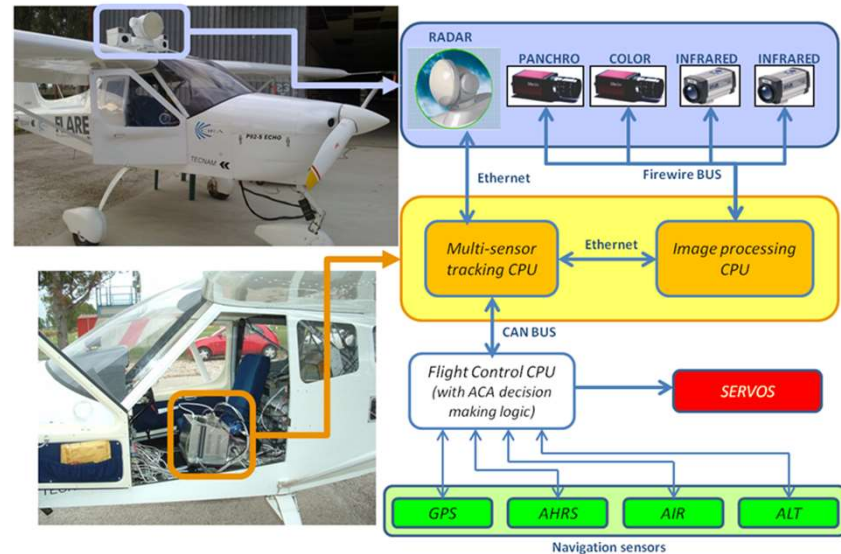 RADAR
PANCHRO
COLOR
INFRARED
INFRARED
FLARE
P92-S ECHO
TECNAM
Ethernet
Firewire BUS
Multi-sensor
tracking CPU
Ethernet
Image processing
CPU
CAN BUS
Flight Control CPU
(with ACA decision
making logic)
SERVOS
GPS
AHRS
AIR
ALT
Navigation sensors